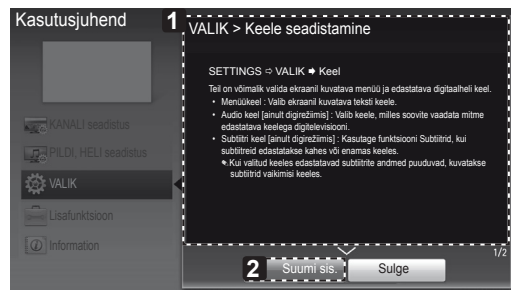 Kasutusjuhend
1
VALIK > Keele seadistamine
SETTINGS ⇨ VALIK ➡ Keel
Teil on võimalik valida ekraanil kuvatava menüü ja edastatava digitaalheli keel.
• Menüükeel : Valib ekraanil kuvatava teksti keele.
• Audio keel [ainult digirežiimis] : Valib keele, milles soovite vaadata mitme
edastatava keelega digitelevisiooni.
• Subtiitri keel [ainult digirežiimis] : Kasutage funktsiooni Subtiitrid, kui
subtiitreid edastatakse kahes või enamas keeles.
✎ Kui valitud keeles edastatavad subtiitrite andmed puuduvad, kuvatakse
subtiitrid vaikimisi keeles.
KANALI seadistus
PILDI, HELI seadistus
VALIK
Lisafunktsioon
Information
1/2
2
Suumi sis.
Sulge